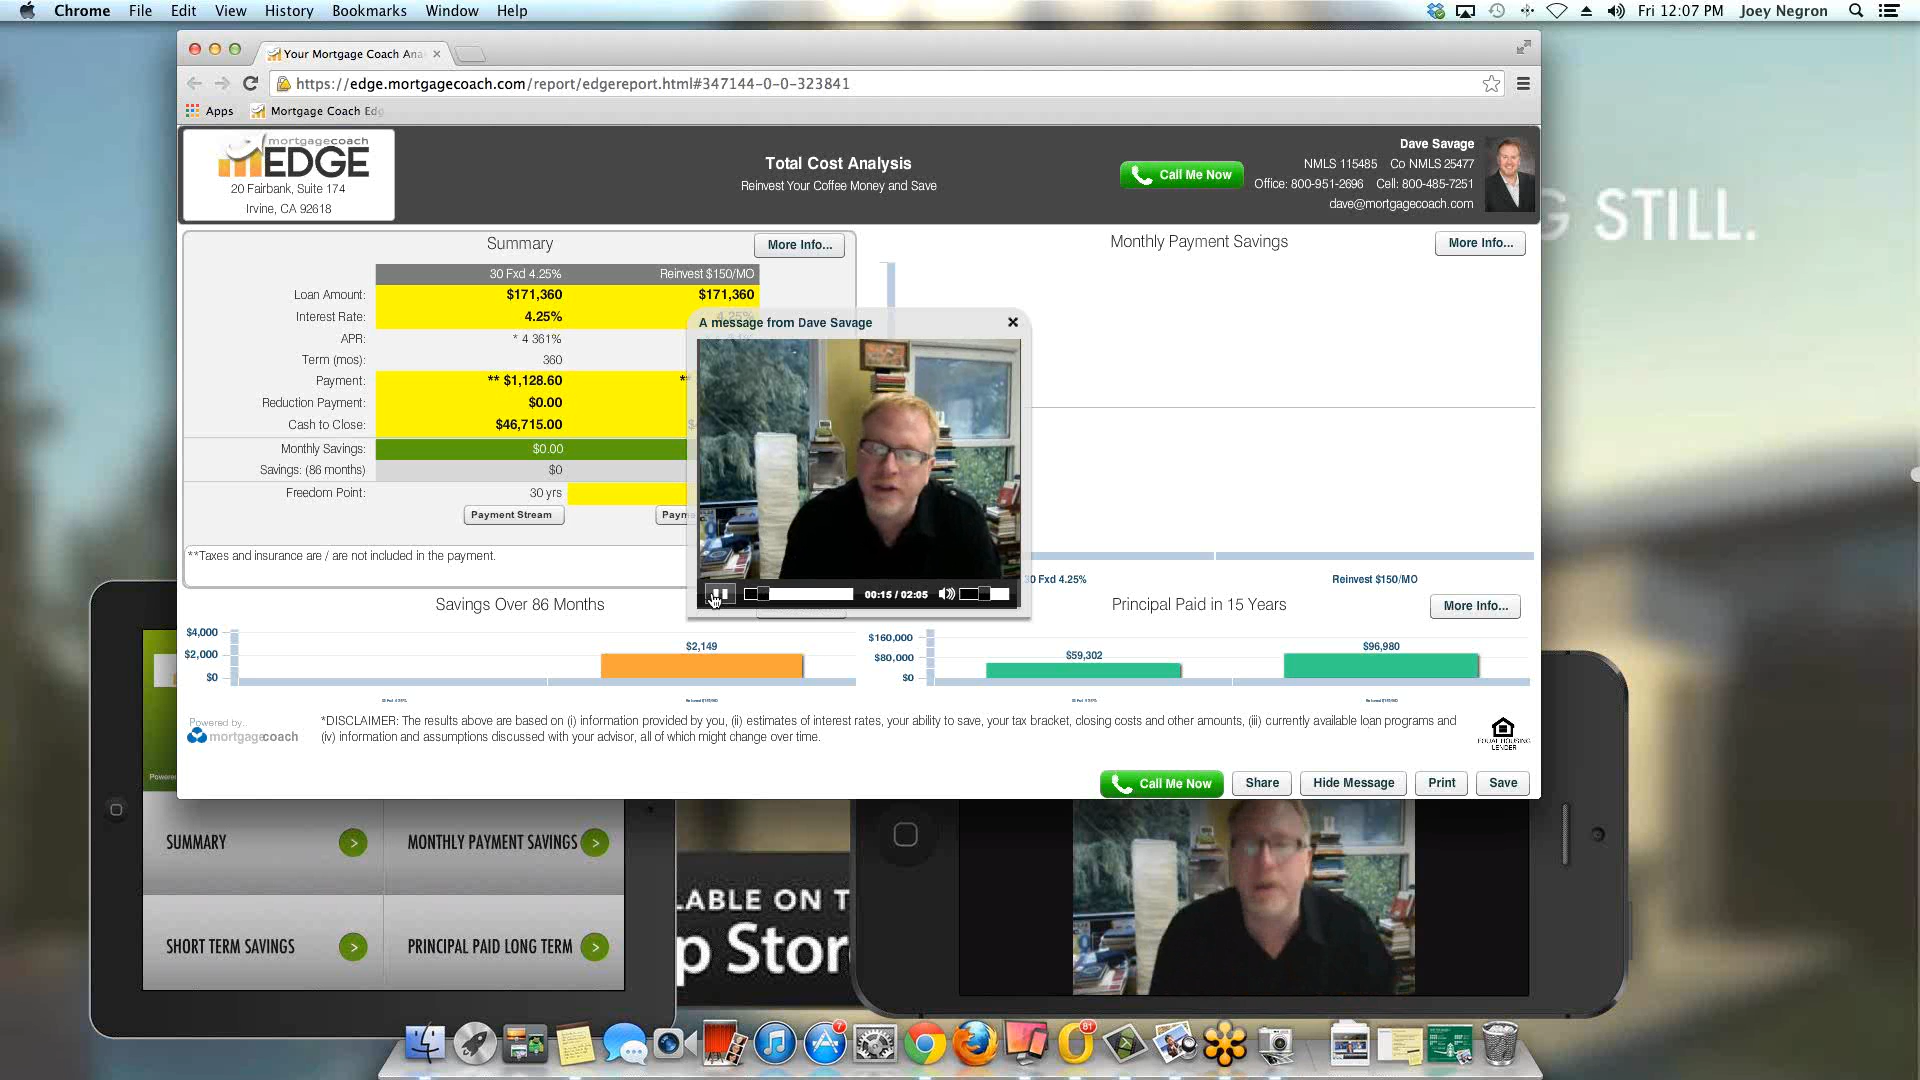 Chrome File Edit View History Bookmarks Window Help
Fri 12:07 PM Joey Negron
Your Mortgage Coach Ana
https://edge.mortgagecoach.com/report/edgereport.html#347144-0-0-323841
Apps Mortgage Coach Edg
mortgagecoach
EDGE
20 Fairbank, Suite 174
Irvine, CA 92618
Total Cost Analysis
Reinvest Your Coffee Money and Save
Call Me Now
Dave Savage
NMLS 115485 Co NMLS 25477
Office: 800-951-2696 Cell: 800-485-7251
dave@mortgagecoach.com
G STILL.
Summary
More Info...
30 Fxd 4.25% Reinvest $150/MO
Loan Amount: $171,360 $171,360
Interest Rate: 4.25% 4.25%
APR: * 4.361%
Term (mos): 360
Payment: ** $1,128.60 **
Reduction Payment: $0.00
Cash to Close: $46,715.00
Monthly Savings: $0.00
Savings: (86 months) $0
Freedom Point: 30 yrs
Payment Stream Paym
**Taxes and insurance are / are not included in the payment.
Monthly Payment Savings
More Info...
30 Fxd 4.25% Reinvest $150/MO
A message from Dave Savage
00:15 / 02:05
Savings Over 86 Months
$4,000
$2,000
$0
$2,149
Principal Paid in 15 Years
More Info...
$160,000
$80,000
$0
$59,302
$96,980
Powered by..
mortgagecoach
*DISCLAIMER: The results above are based on (i) information provided by you, (ii) estimates of interest rates, your ability to save, your tax bracket, closing costs and other amounts, (iii) currently available loan programs and
(iv) information and assumptions discussed with your advisor, all of which might change over time.
EQUAL HOUSING
LENDER
Call Me Now Share Hide Message Print Save
Powere
SUMMARY
MONTHLY PAYMENT SAVINGS
SHORT TERM SAVINGS
PRINCIPAL PAID LONG TERM
LABLE ON T
p Stor
7
81